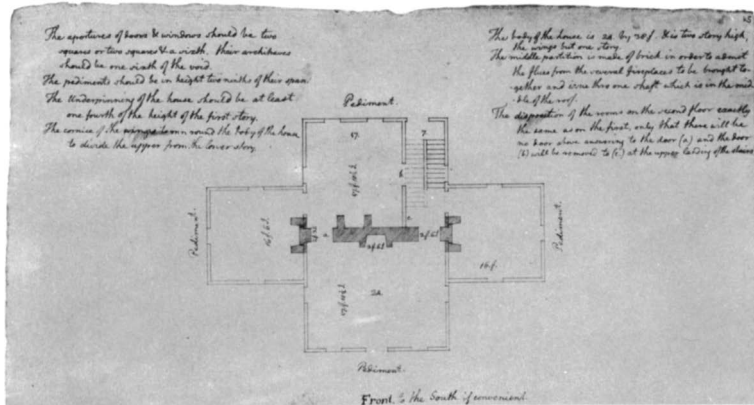 The apertures of doors & windows should be two
squares or two squares & a sixth. their architraves
should be one sixth of the void.
The pediments should be in height two ninths of their span
The Underpinning of the house should be at least
one fourth of the height of the first story.
The cornice of the wings to run round the body of the house
to divide the upper from the lower story.
The body of the house is 24 by 38 f. & is two story high,
the wings but one story
The middle partition is made of brick in order to admit
the flues from the several fireplaces to be brought to-
gether and issue thro one shaft which is in the mid
-dle of the roof.
The disposition of the rooms on the second floor exactly
the same as on the first, only that there will be
no door above answering to the door (a) and the door
(b) will be removed to (c.) at the upper landing of the stairs
Pediment.
17.
7.
b
Pediment.
16f. 6I.
a
Pediment.
16.f.
24
Pediment.
Front, to the South if convenient.